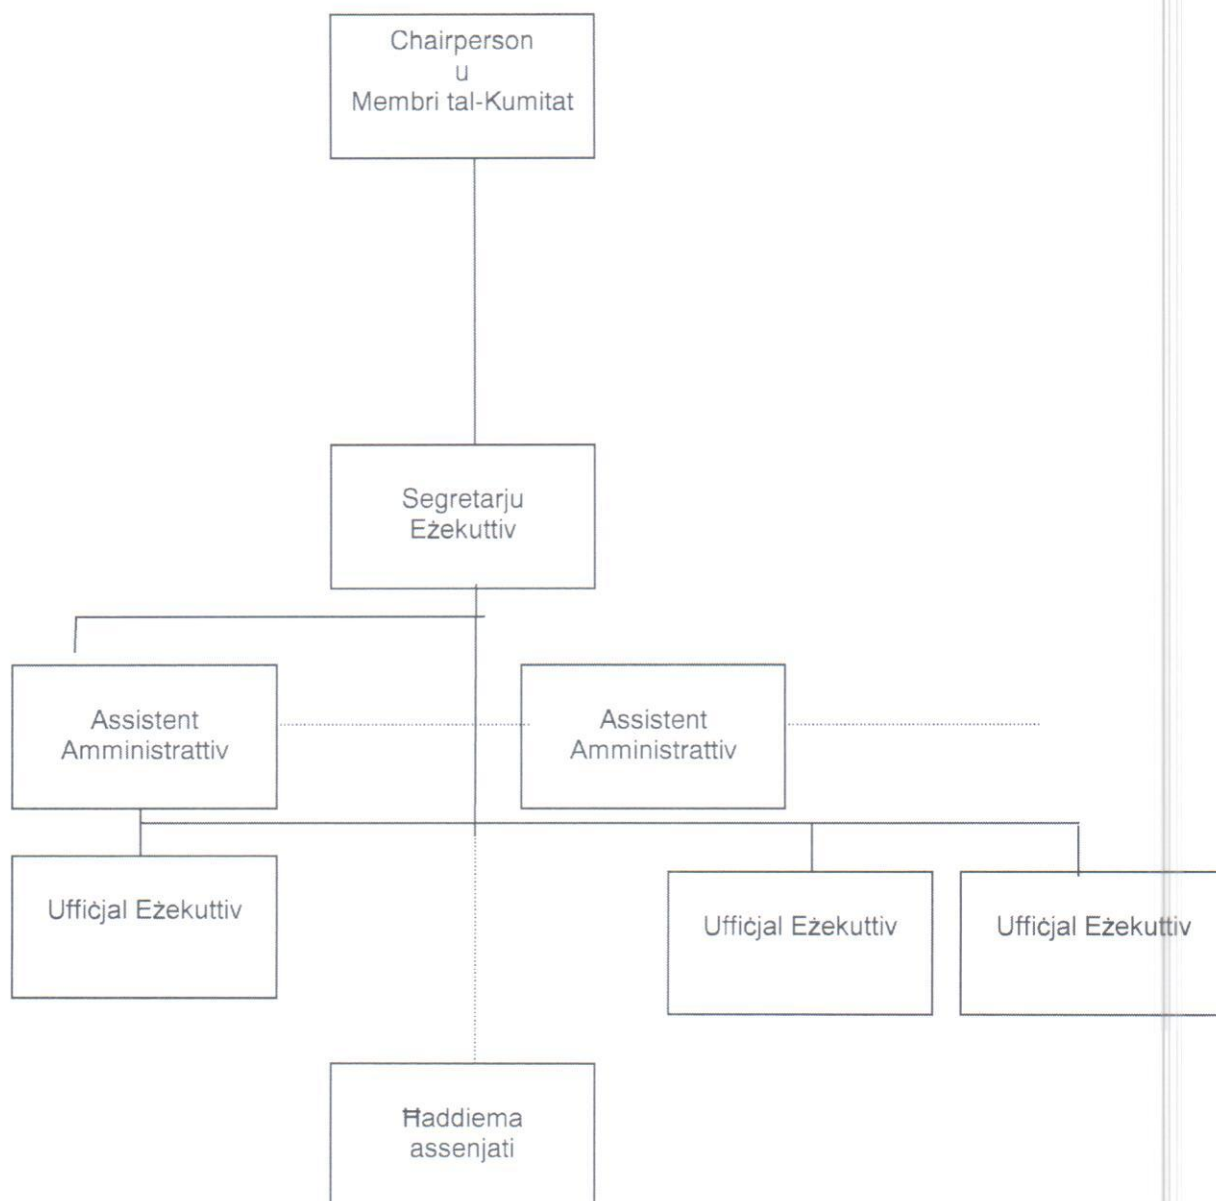 Chairperson
u
Membri tal-Kumitat
Segretarju
Eżekuttiv
Assistent
Amministrattiv
Assistent
Amministrattiv
Uffiċjal Eżekuttiv
Uffiċjal Eżekuttiv
Uffiċjal Eżekuttiv
Ħaddiema
assenjati